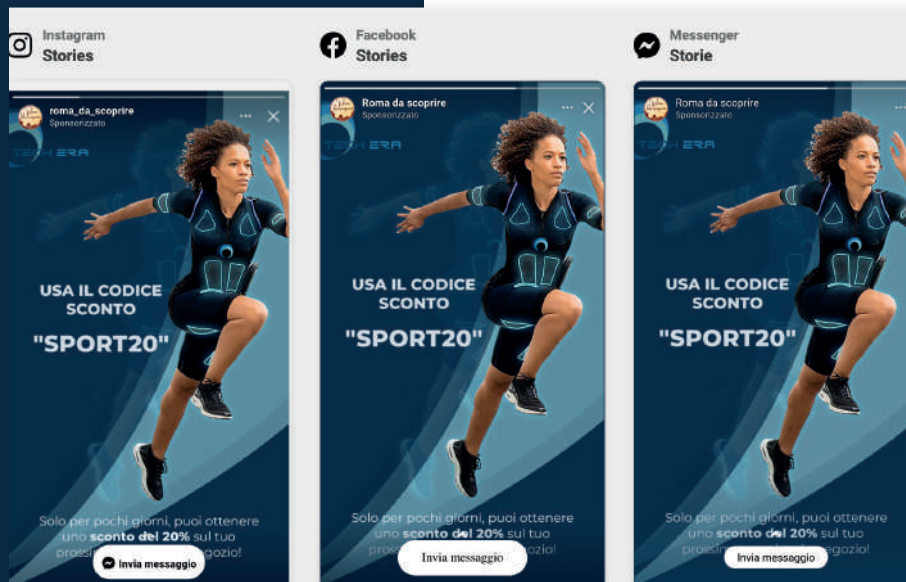 Instagram
Stories
roma_da_scoprire
Sponsorizzato
TECH ERA
USA IL CODICE
SCONTO
"SPORT20"
Solo per pochi giorni, puoi ottenere
uno sconto del 20% sul tuo
Invia messaggio
Facebook
Stories
Roma da scoprire
Sponsorizzato
TECH ERA
USA IL CODICE
SCONTO
"SPORT20"
Solo per pochi giorni, puoi ottenere
uno sconto del 20% sul tuo
Invia messaggio
Messenger
Storie
Roma da scoprire
Sponsorizzato
TECH ERA
USA IL CODICE
SCONTO
"SPORT20"
Solo per pochi giorni, puoi ottenere
uno sconto del 20% sul tuo
Invia messaggio